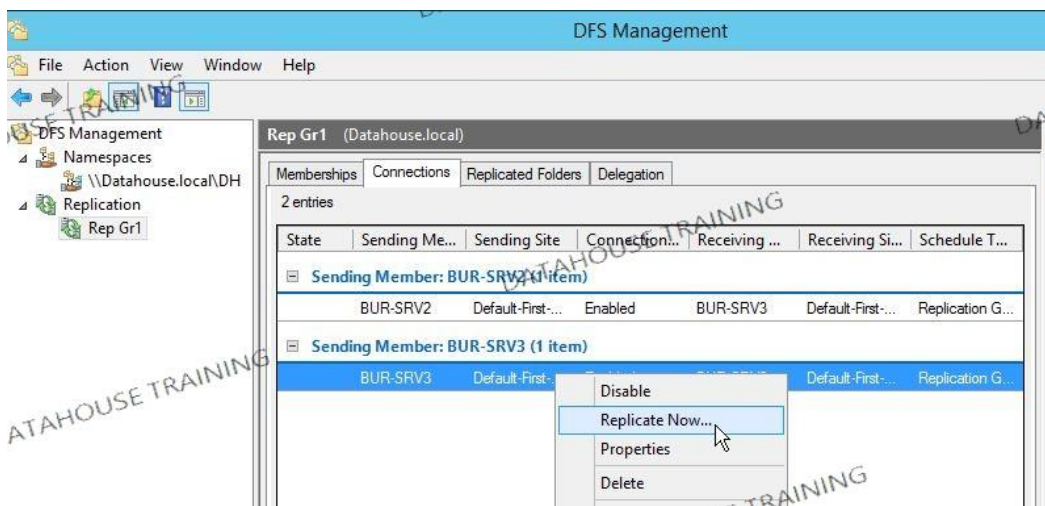 DFS Management
File Action View Window Help
DFS Management
Namespaces
\\Datahouse.local\DH
Replication
Rep Gr1
Rep Gr1 (Datahouse.local)
Memberships Connections Replicated Folders Delegation
2 entries
State Sending Me... Sending Site Connection... Receiving ... Receiving Si... Schedule T...
Sending Member: BUR-SRV2 (1 item)
BUR-SRV2 Default-First-... Enabled BUR-SRV3 Default-First-... Replication G...
Sending Member: BUR-SRV3 (1 item)
BUR-SRV3 Default-First-... Default-First-... Replication G...
Disable
Replicate Now...
Properties
Delete
DATAHOUSE TRAINING
ATAHOUSE TRAINING
TRAINING